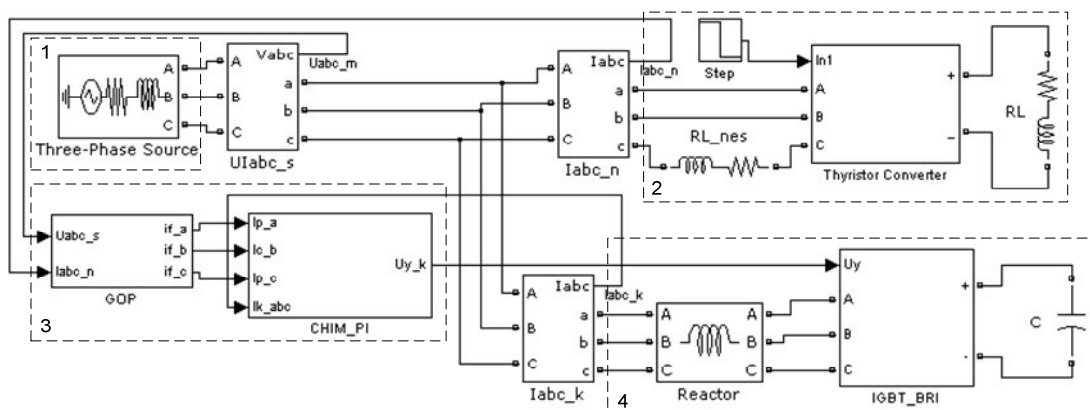 1
A
B
C
Three-Phase Source
Vabc
A
B
C
a
b
c
Uabc_m
UIabc_s
Iabc
A
B
C
a
b
c
Iabc_n
Iabc_n
Step
RL_nes
In1
A
B
C
+
-
Thyristor Converter
RL
2
Uabc_s
Iabc_n
if_a
if_b
if_c
GOP
Ip_a
Ic_b
Ip_c
Ik_abc
Uy_k
CHIM_PI
3
Iabc
A
B
C
a
b
c
Iabc_k
Iabc_k
A
B
C
A
B
C
Reactor
Uy
A
B
C
+
-
IGBT_BRI
C
4